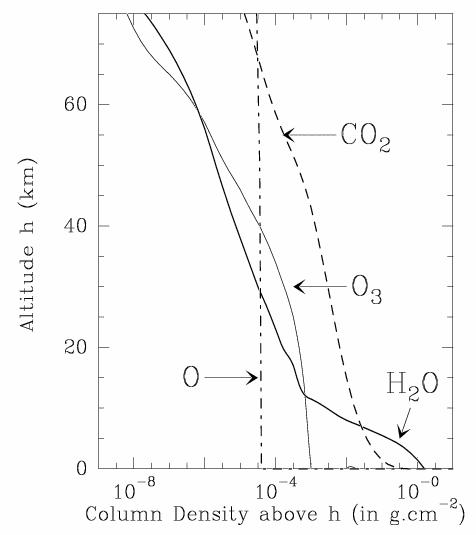 60
CO₂
40
O₃
20
O
H₂O
0
10⁻⁸
10⁻⁴
10⁻⁰
Altitude h (km)
Column Density above h (in g.cm⁻²)